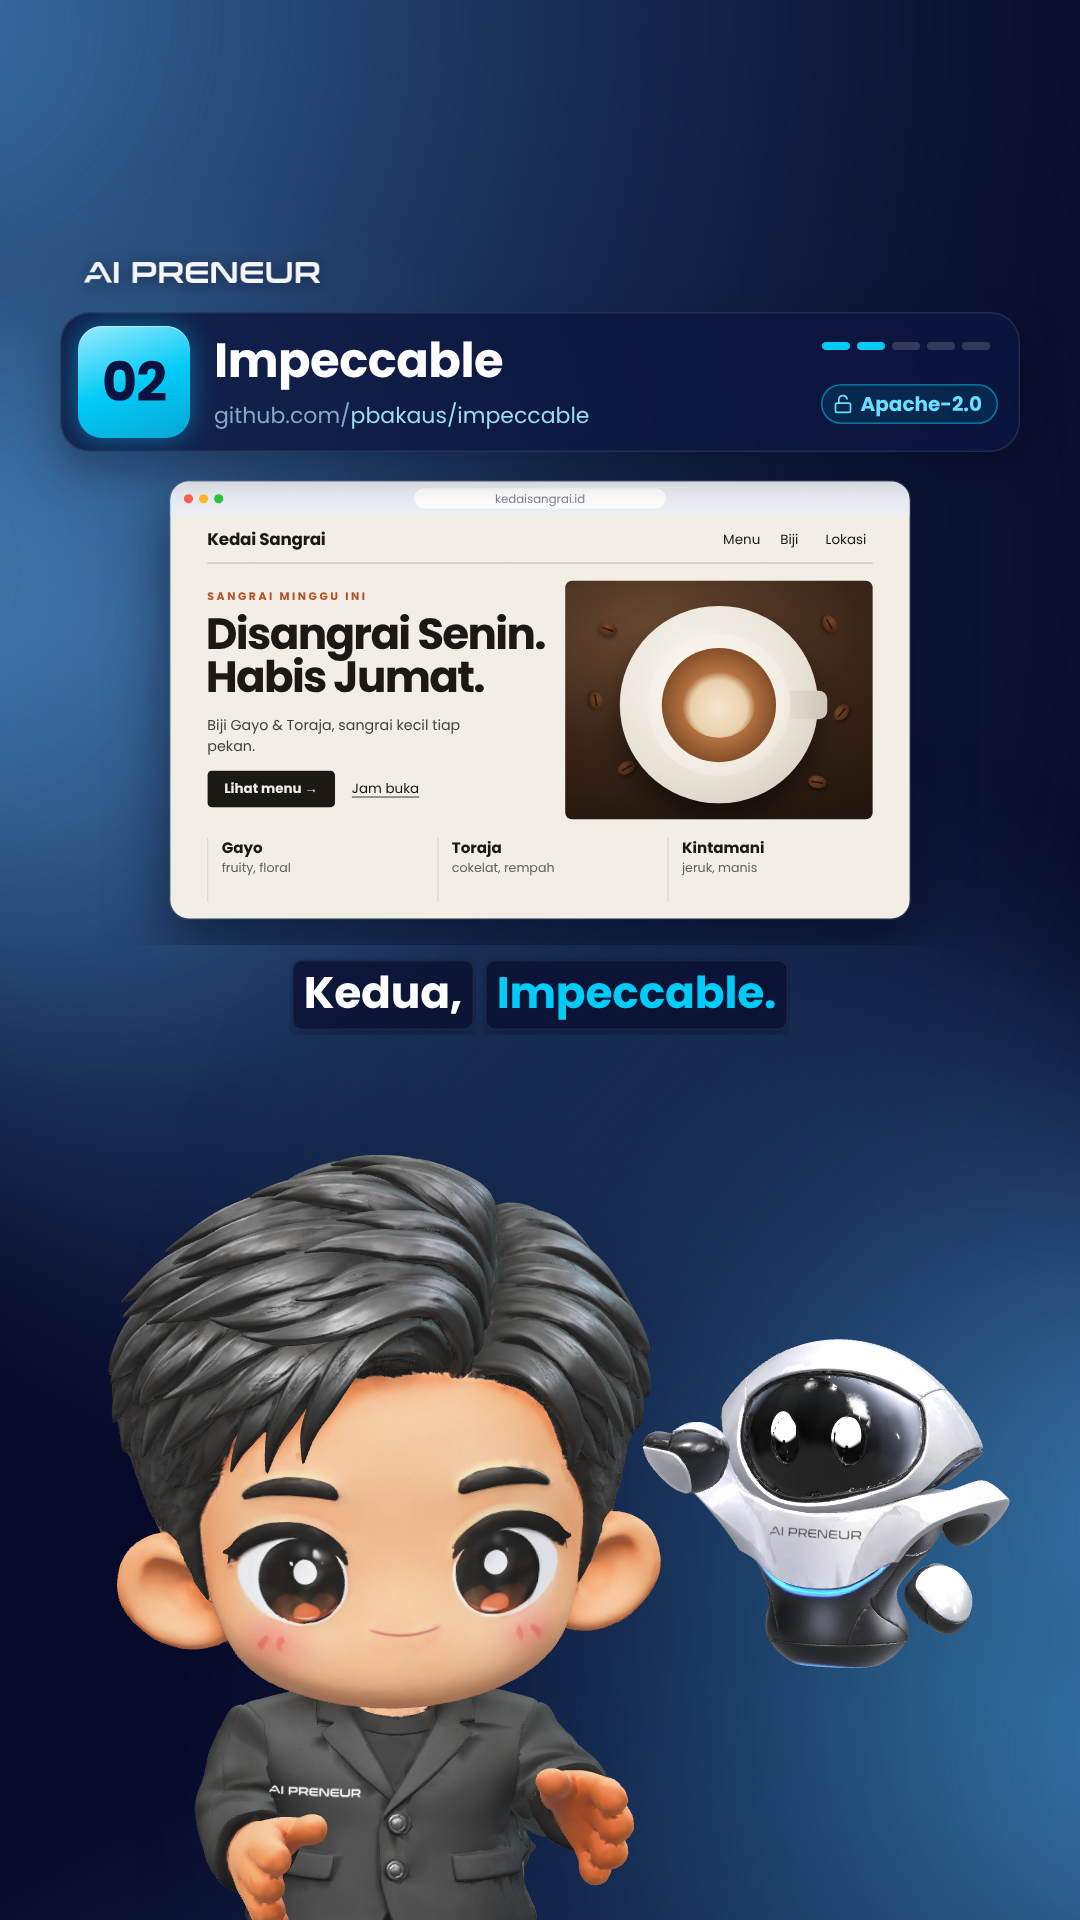 AI PRENEUR
02
Impeccable
github.com/pbakaus/impeccable
Apache-2.0
kedaisangrai.id
Kedai Sangrai
Menu Biji Lokasi
SANGRAI MINGGU INI
Disangrai Senin.
Habis Jumat.
Biji Gayo & Toraja, sangrai kecil tiap
pekan.
Lihat menu →
Jam buka
Gayo
fruity, floral
Toraja
cokelat, rempah
Kintamani
jeruk, manis
Kedua, Impeccable.
AI PRENEUR
AI PRENEUR